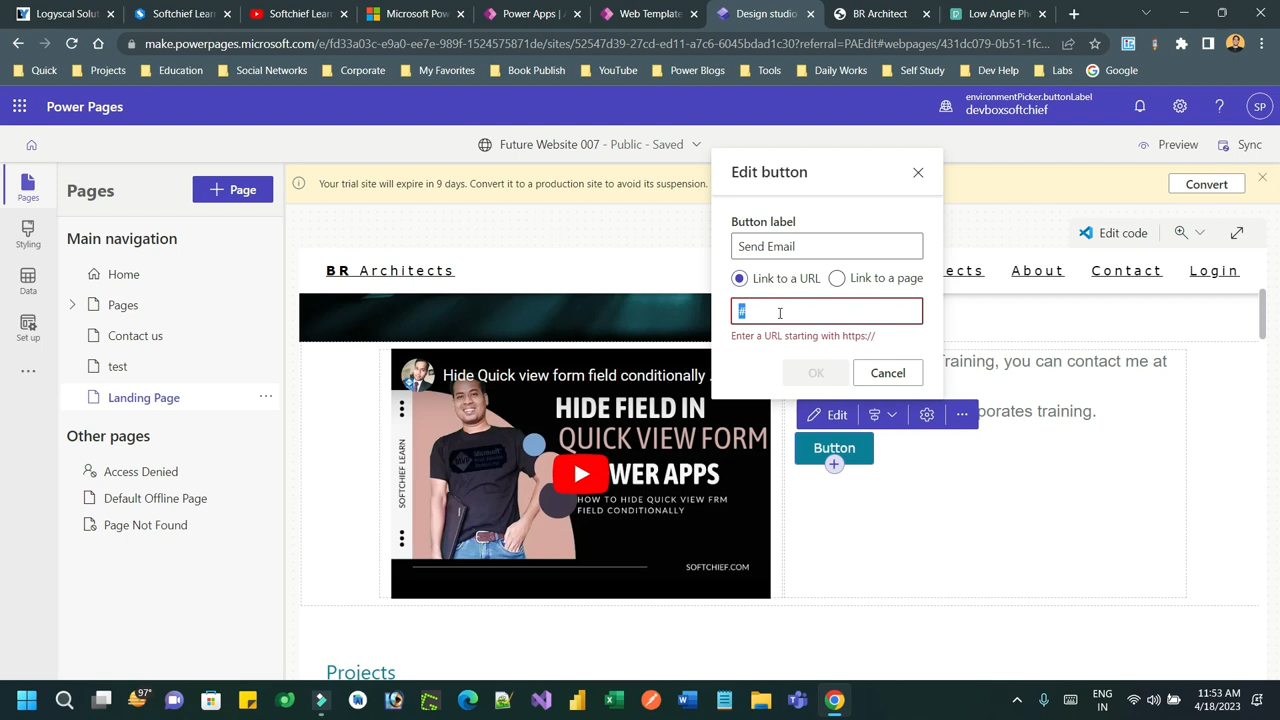 Logyscal Solut
Softchief Learn
Softchief Learn
Microsoft Pow
Power Apps |
Web Template
Design studio
BR Architect
Low Angle Ph
make.powerpages.microsoft.com/e/fd33a03c-e9a0-ee7e-989f-1524575871de/sites/52547d39-27cd-ed11-a7c6-6045bdad1c30?referral=PAEdit#webpages/431dc079-0b51-1fc...
Quick
Projects
Education
Social Networks
Corporate
My Favorites
Book Publish
YouTube
Power Blogs
Tools
Daily Works
Self Study
Dev Help
Labs
Google
Power Pages
environmentPicker.buttonLabel
devboxsoftchief
SP
Future Website 007 - Public - Saved
Preview
Sync
Pages
Styling
Data
Set up
Pages
Page
Main navigation
Home
Pages
Contact us
test
Landing Page
Other pages
Access Denied
Default Offline Page
Page Not Found
Your trial site will expire in 9 days. Convert it to a production site to avoid its suspension.
Convert
Edit code
BR Architects
ects
About
Contact
Login
Edit button
Button label
Send Email
Link to a URL
Link to a page
#
Enter a URL starting with https://
OK
Cancel
raining, you can contact me at
porates training.
Edit
Button
Hide Quick view form field conditionally .
HIDE FIELD IN
QUICK VIEW FORM
POWER APPS
HOW TO HIDE QUICK VIEW FRM
FIELD CONDITIONALLY
SOFTCHIEF LEARN
SOFTCHIEF.COM
Projects
97°
ENG
IN
11:53 AM
4/18/2023